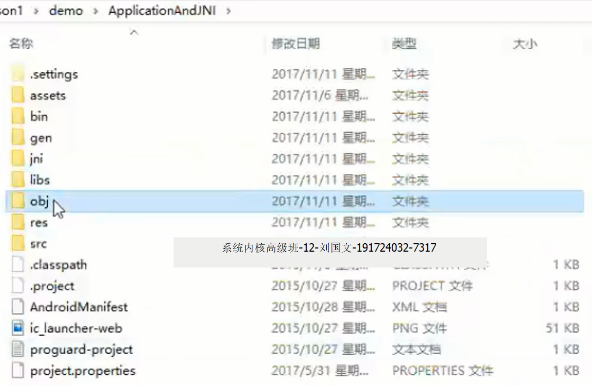 son1 › demo › ApplicationAndJNI ›
名称 修改日期 类型 大小
.settings 2017/11/11 星期... 文件夹
assets 2017/11/6 星期... 文件夹
bin 2017/11/11 星期... 文件夹
gen 2017/11/11 星期... 文件夹
jni 2017/11/11 星期... 文件夹
libs 2017/11/11 星期... 文件夹
obj 2017/11/11 星期... 文件夹
res 2017/11/11 星期... 文件夹
src
系统内核高级班-12-刘国文-191724032-7317
.classpath 2015/10/27 星期... 文件 1 KB
.project 2015/10/27 星期... PROJECT 文件 1 KB
AndroidManifest 2015/10/28 星期... XML 文档 1 KB
ic_launcher-web 2015/10/27 星期... PNG 文件 51 KB
proguard-project 2015/10/27 星期... 文本文档 1 KB
project.properties 2017/5/31 星期... PROPERTIES 文件 1 KB